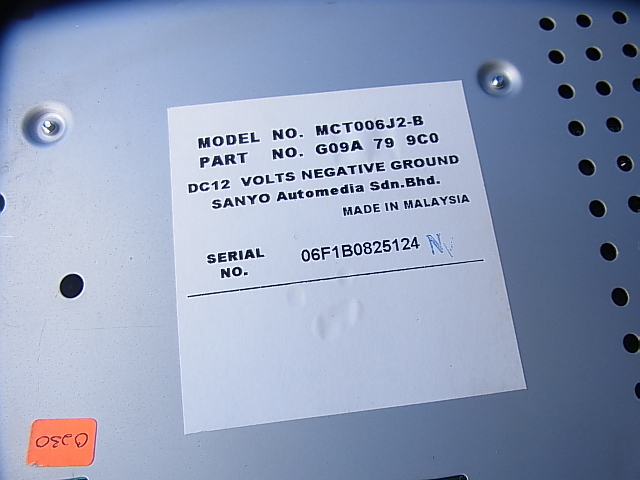 MODEL NO. MCT006J2-B
PART NO. G09A 79 9C0
DC12 VOLTS NEGATIVE GROUND
SANYO Automedia Sdn.Bhd.
MADE IN MALAYSIA
SERIAL NO. 06F1B0825124
0230